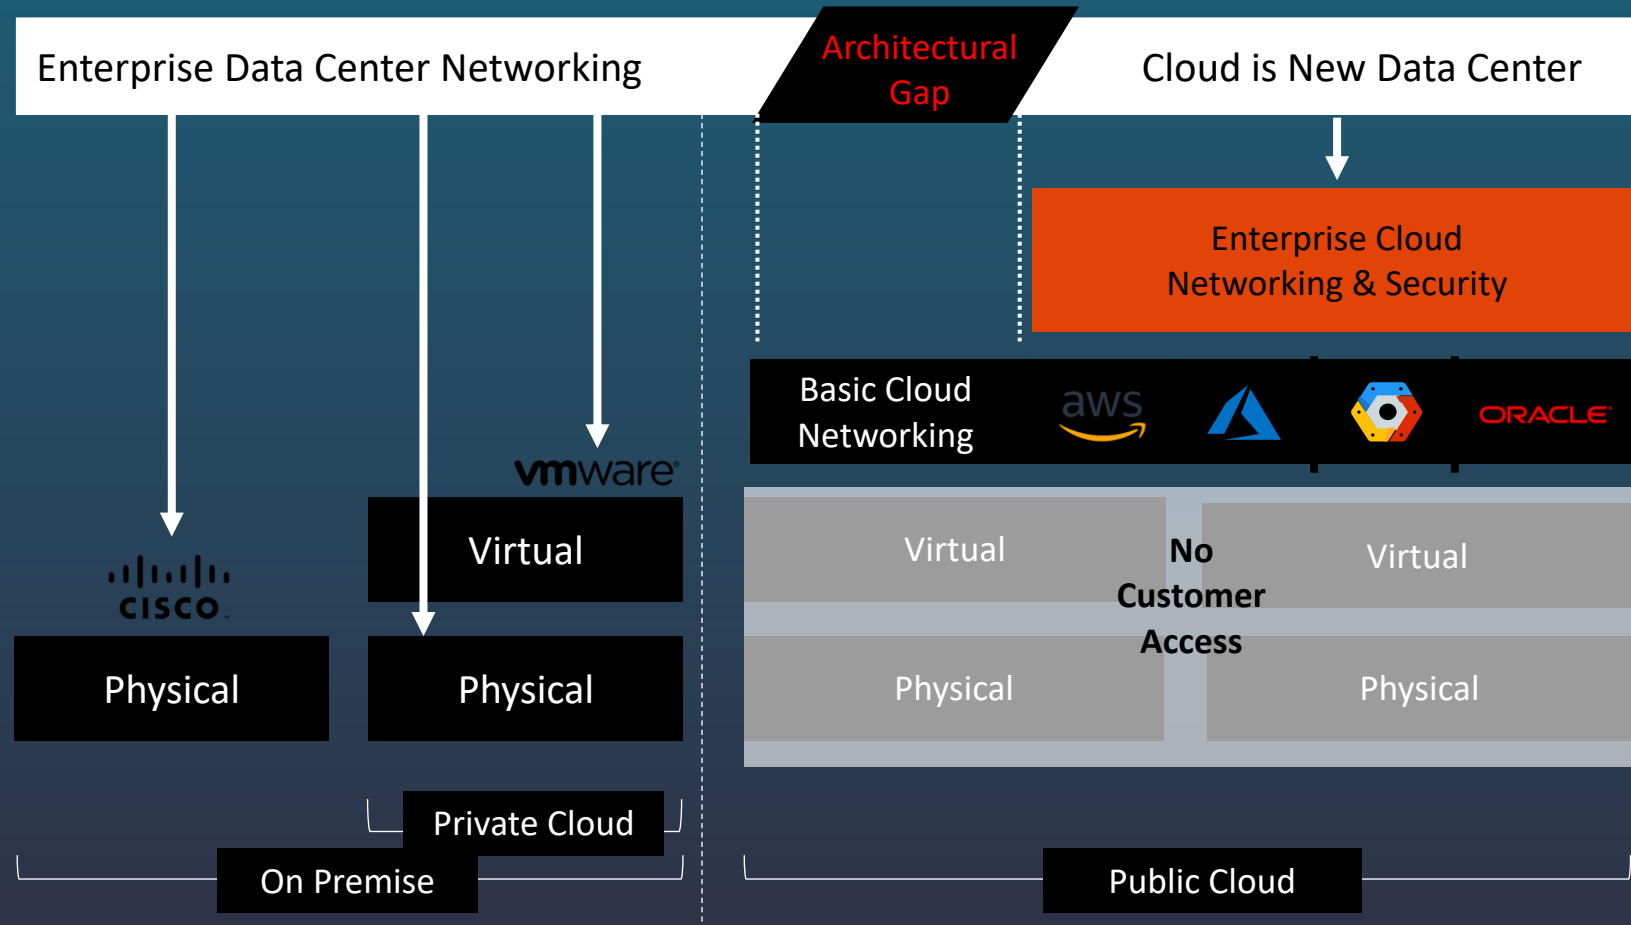 Enterprise Data Center Networking
Architectural
Gap
Cloud is New Data Center
Enterprise Cloud
Networking & Security
Basic Cloud
Networking
aws
ORACLE
vmware
Virtual
Virtual
No
Customer
Access
Virtual
CISCO
Physical
Physical
Physical
Physical
Private Cloud
On Premise
Public Cloud